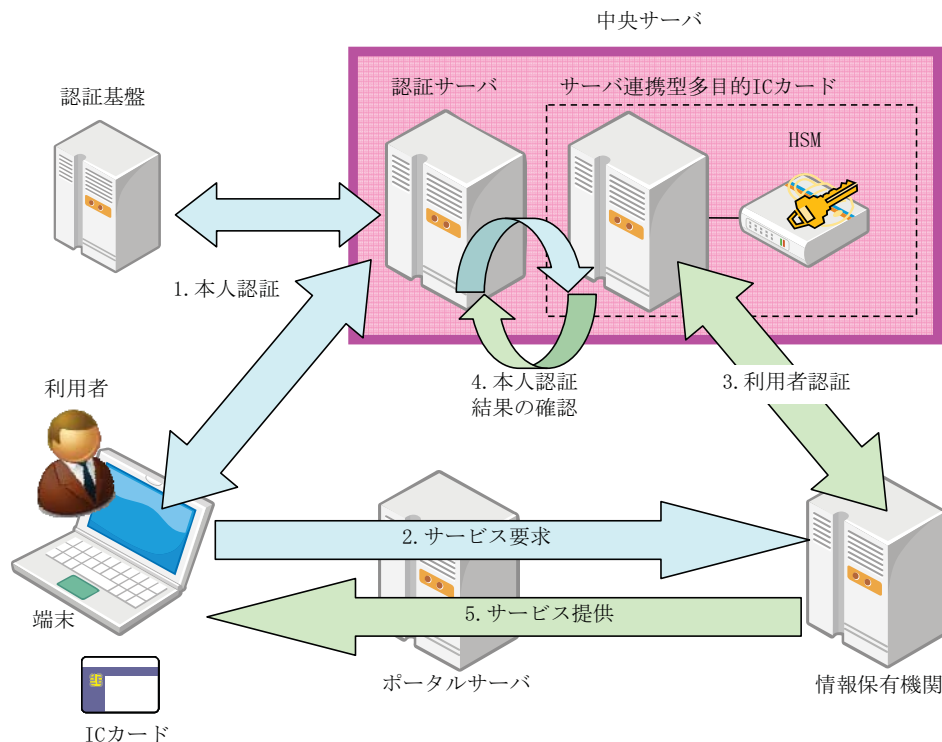 中央サーバ
認証基盤
認証サーバ
サーバ連携型多目的ICカード
HSM
1.本人認証
利用者
4.本人認証
結果の確認
3.利用者認証
2.サービス要求
5.サービス提供
端末
ポータルサーバ
情報保有機関
ICカード